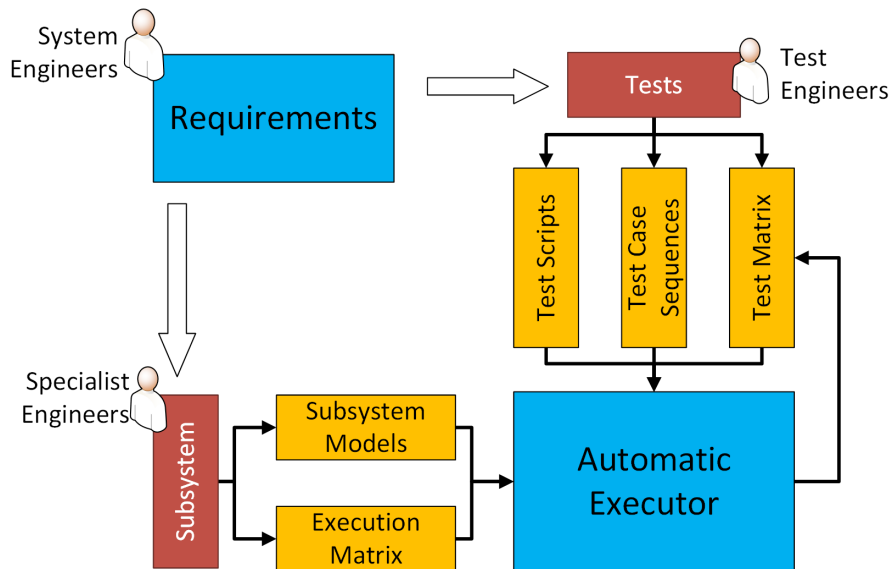 System
Engineers
Requirements
Tests
Test
Engineers
Test Scripts
Test Case
Sequences
Test Matrix
Specialist
Engineers
Subsystem
Subsystem
Models
Execution
Matrix
Automatic
Executor